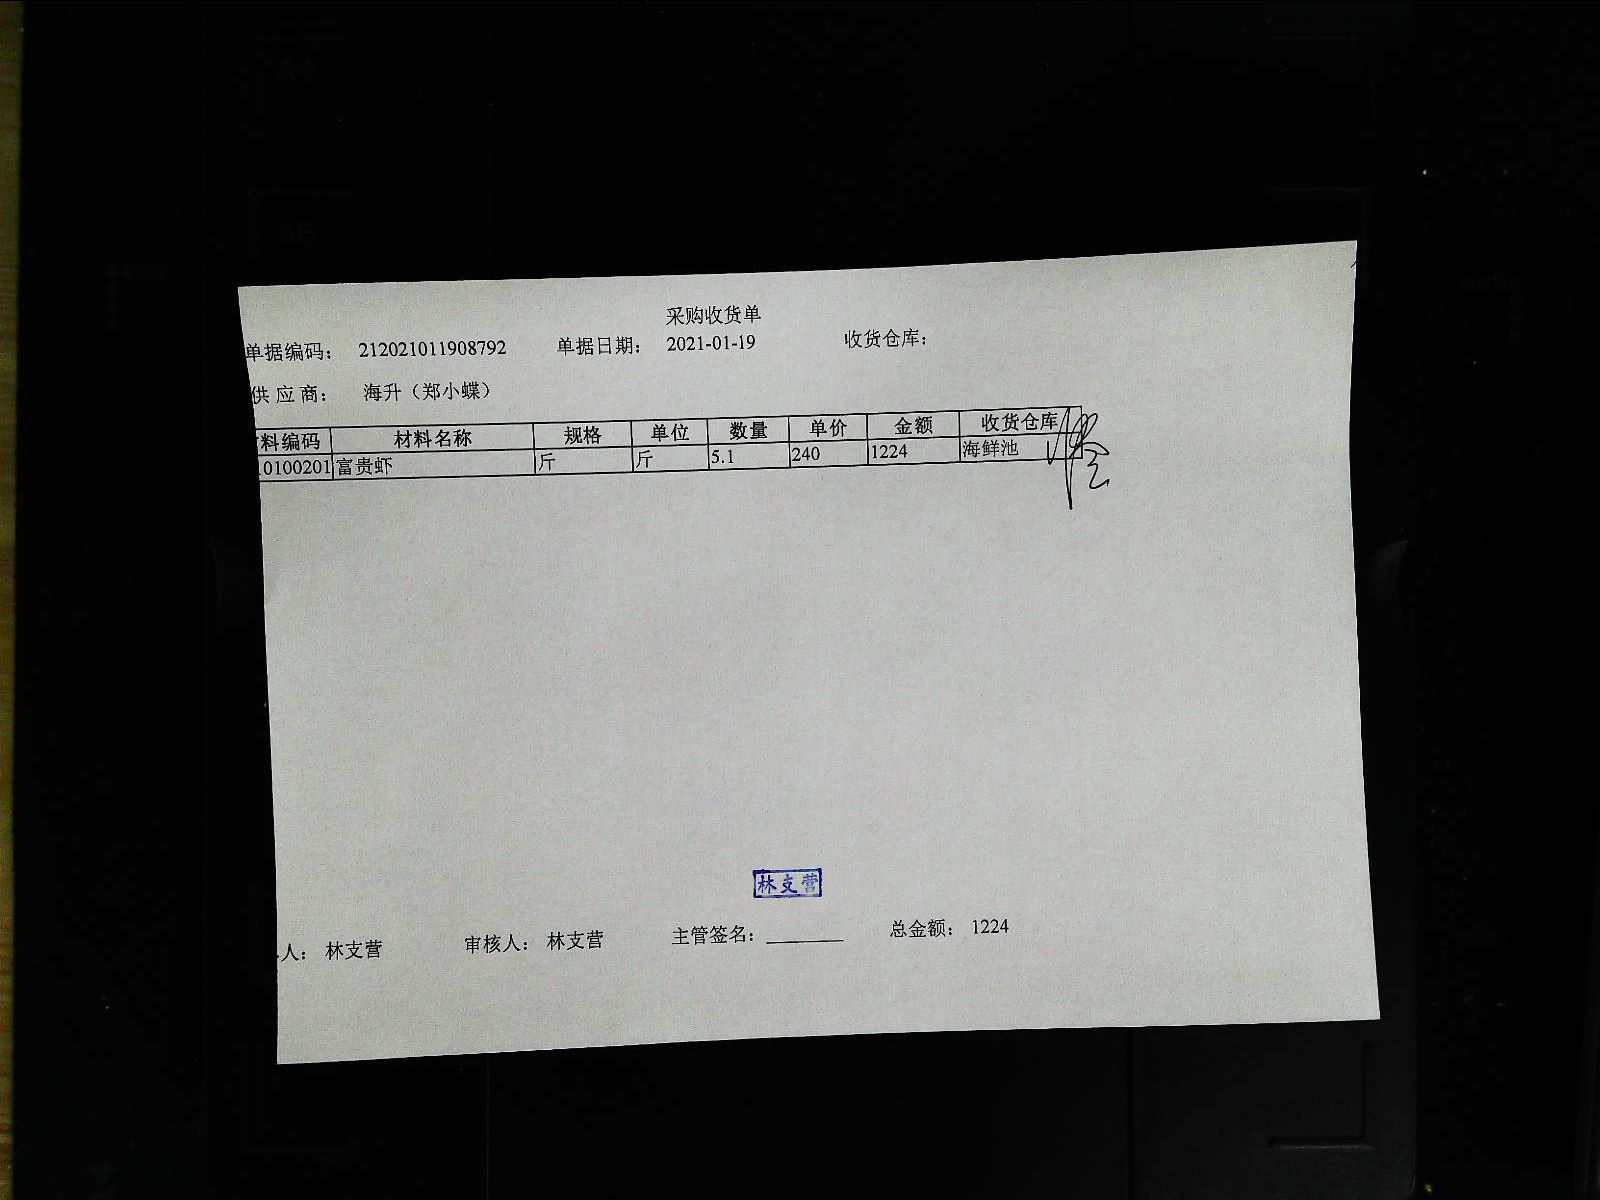 采购收货单
单据编码： 212021011908792 单据日期： 2021-01-19 收货仓库：
供应商： 海升（郑小蝶）
料编码 材料名称 规格 单位 数量 单价 金额 收货仓库
10100201 富贵虾 斤 斤 5.1 240 1224 海鲜池
林支营
人： 林支营 审核人： 林支营 主管签名： 总金额： 1224